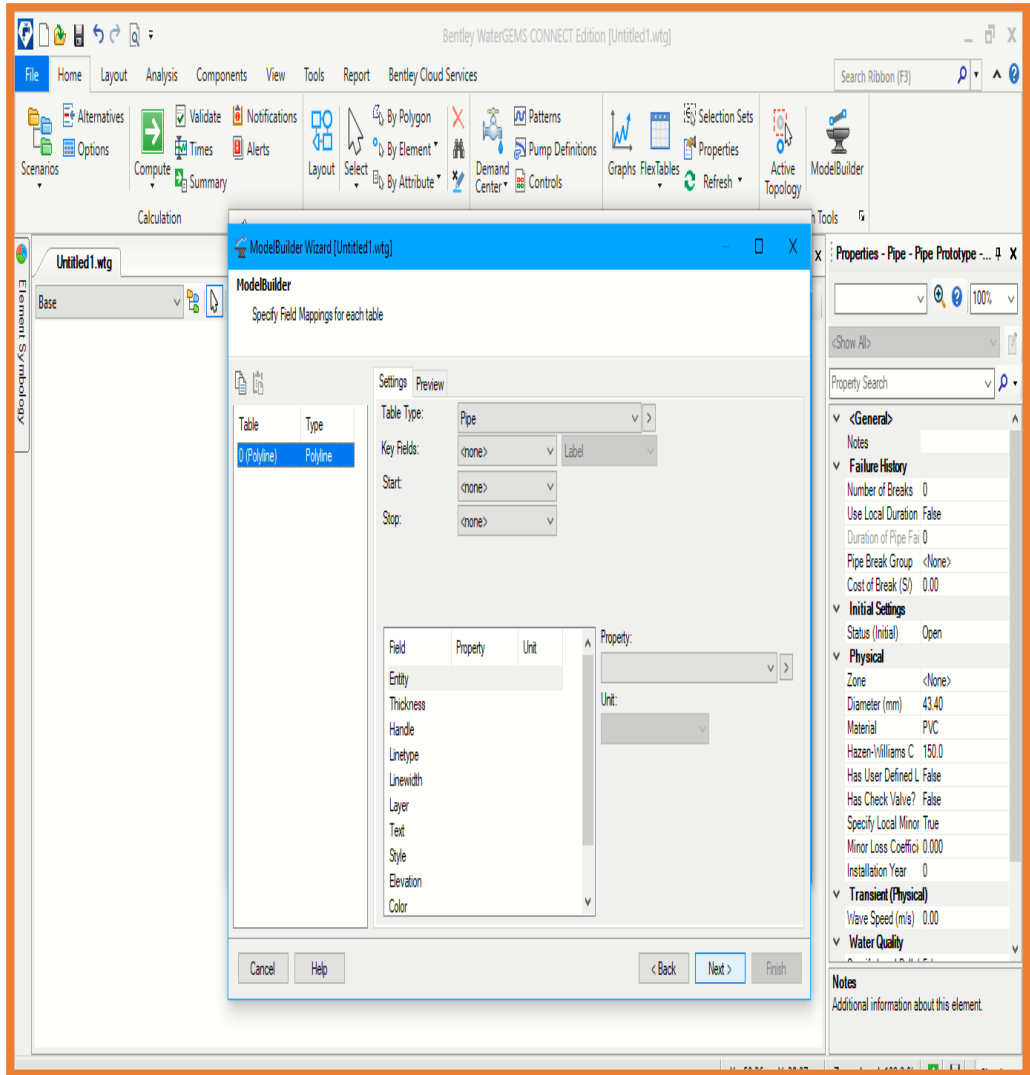 Bentley WaterGEMS CONNECT Edition [Untitled1.wtg]
File Home Layout Analysis Components View Tools Report Bentley Cloud Services
Search Ribbon (F3)
Scenarios
Alternatives
Options
Compute
Validate
Times
Summary
Notifications
Alerts
Calculation
Layout
Select
By Polygon
By Element
By Attribute
Demand
Center
Patterns
Pump Definitions
Controls
Graphs
FlexTables
Selection Sets
Properties
Refresh
Active
Topology
ModelBuilder
Tools
Element Symbology
Untitled1.wtg
Base
ModelBuilder Wizard [Untitled1.wtg]
ModelBuilder
Specify Field Mappings for each table
Table Type
0 (Polyline) Polyline
Settings Preview
Table Type: Pipe
Key Fields: <none> Label
Start: <none>
Stop: <none>
Field Property Unit
Entity
Thickness
Handle
Linetype
Linewidth
Layer
Text
Style
Elevation
Color
Property:
Unit:
Cancel Help < Back Next > Finish
Properties - Pipe - Pipe Prototype -...
100%
<Show All>
Property Search
<General>
Notes
Failure History
Number of Breaks 0
Use Local Duration False
Duration of Pipe Fai 0
Pipe Break Group <None>
Cost of Break ($/) 0.00
Initial Settings
Status (Initial) Open
Physical
Zone <None>
Diameter (mm) 43.40
Material PVC
Hazen-Williams C 150.0
Has User Defined L False
Has Check Valve? False
Specify Local Minor True
Minor Loss Coeffici 0.000
Installation Year 0
Transient (Physical)
Wave Speed (m/s) 0.00
Water Quality
Notes
Additional information about this element.